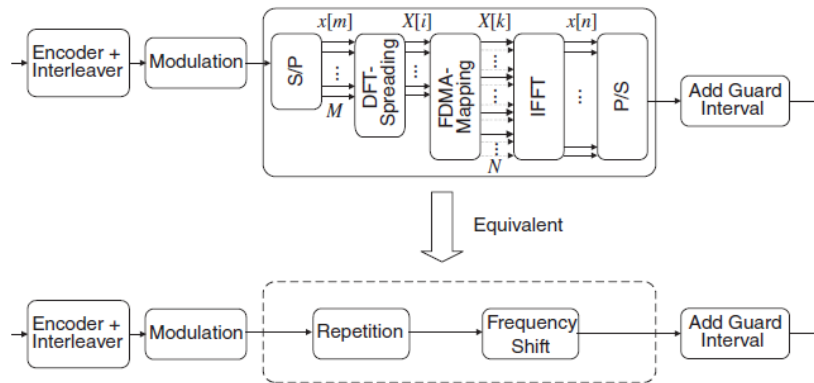 x[m]
X[i]
X[k]
x[n]
Encoder +
Interleaver
Modulation
S/P
...
M
DFT-
Spreading
...
FDMA-
Mapping
...
...
...
...
N
IFFT
...
P/S
Add Guard
Interval
Equivalent
Encoder +
Interleaver
Modulation
Repetition
Frequency
Shift
Add Guard
Interval